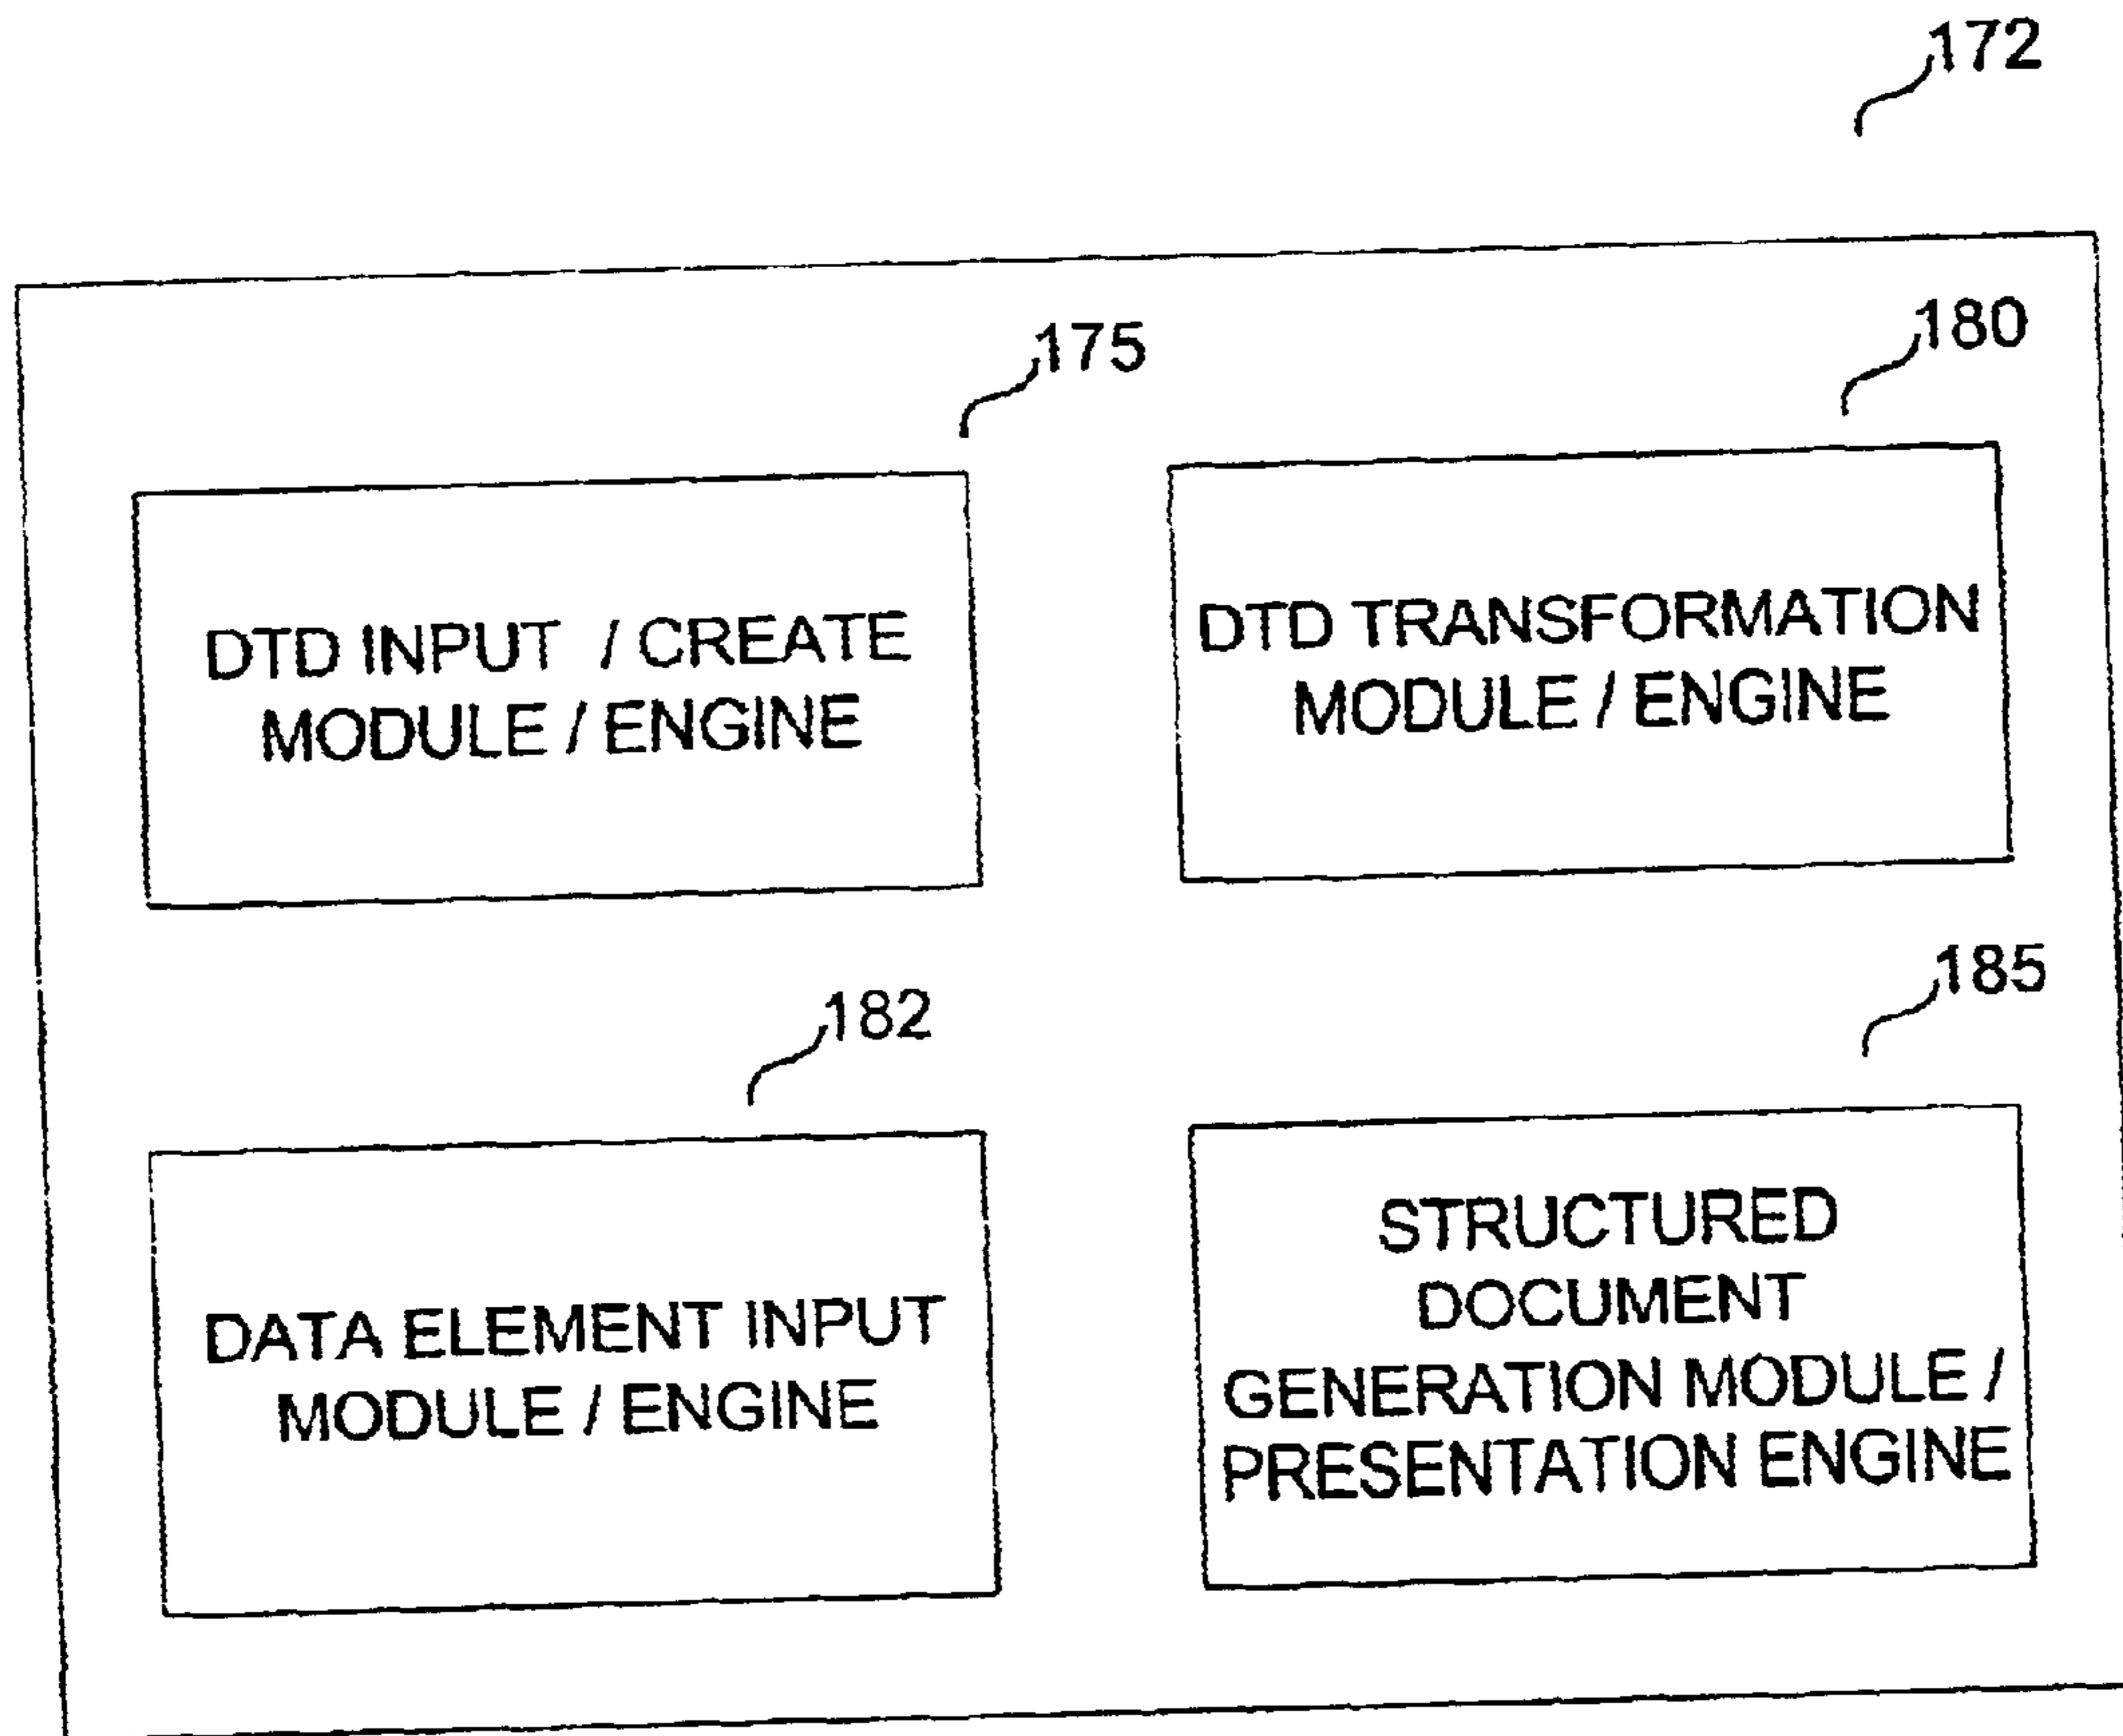 172
175
180
DTD INPUT / CREATE
MODULE / ENGINE
DTD TRANSFORMATION
MODULE / ENGINE
182
185
DATA ELEMENT INPUT
MODULE / ENGINE
STRUCTURED
DOCUMENT
GENERATION MODULE /
PRESENTATION ENGINE